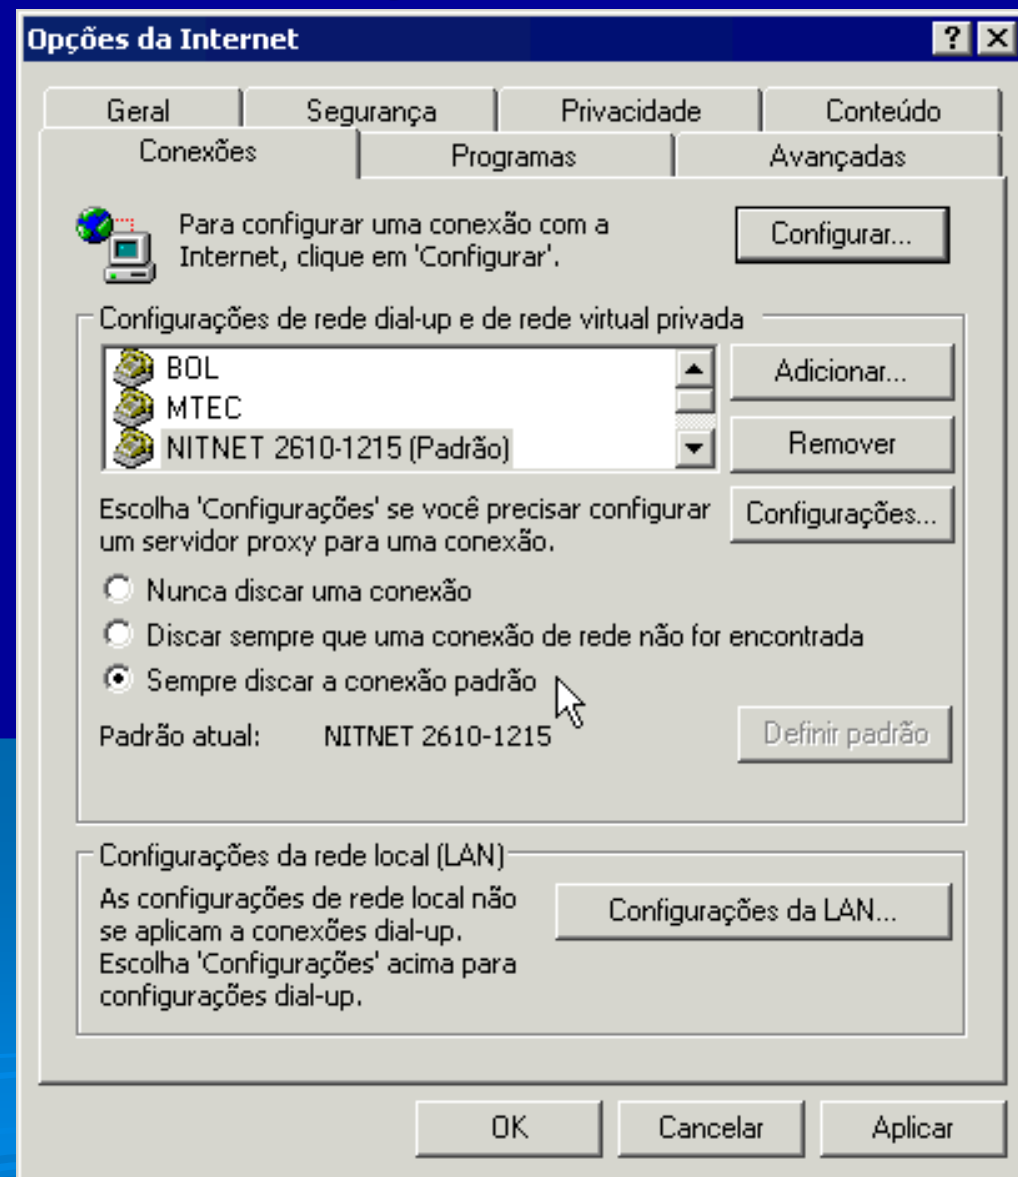 Opções da Internet
Geral
Segurança
Privacidade
Conteúdo
Conexões
Programas
Avançadas
Para configurar uma conexão com a
Internet, clique em 'Configurar'.
Configurar...
Configurações de rede dial-up e de rede virtual privada
BOL
MTEC
NITNET 2610-1215 (Padrão)
Adicionar...
Remover
Escolha 'Configurações' se você precisar configurar
um servidor proxy para uma conexão.
Configurações...
Nunca discar uma conexão
Discar sempre que uma conexão de rede não for encontrada
Sempre discar a conexão padrão
Padrão atual: NITNET 2610-1215
Definir padrão
Configurações da rede local (LAN)
As configurações de rede local não
se aplicam a conexões dial-up.
Escolha 'Configurações' acima para
configurações dial-up.
Configurações da LAN...
OK
Cancelar
Aplicar